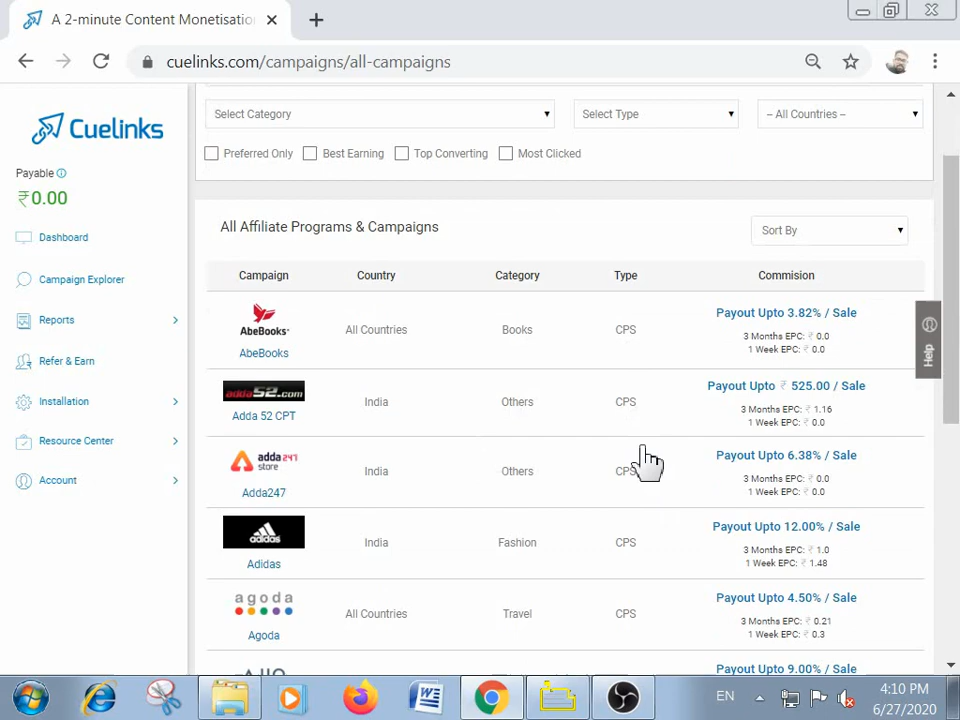 A 2-minute Content Monetisatio
cuelinks.com/campaigns/all-campaigns
Cuelinks
Payable
₹0.00
Dashboard
Campaign Explorer
Reports
Refer & Earn
Installation
Resource Center
Account
Select Category
Select Type
– All Countries –
Preferred Only
Best Earning
Top Converting
Most Clicked
All Affiliate Programs & Campaigns
Sort By
Campaign Country Category Type Commision
AbeBooks
AbeBooks All Countries Books CPS
Payout Upto 3.82% / Sale
3 Months EPC: ₹ 0.0
1 Week EPC: ₹ 0.0
adda52.com
Adda 52 CPT India Others CPS
Payout Upto ₹ 525.00 / Sale
3 Months EPC: ₹ 1.16
1 Week EPC: ₹ 0.0
adda247
store
Adda247 India Others CPS
Payout Upto 6.38% / Sale
3 Months EPC: ₹ 0.0
1 Week EPC: ₹ 0.0
adidas
Adidas India Fashion CPS
Payout Upto 12.00% / Sale
3 Months EPC: ₹ 1.0
1 Week EPC: ₹ 1.48
agoda
Agoda All Countries Travel CPS
Payout Upto 4.50% / Sale
3 Months EPC: ₹ 0.21
1 Week EPC: ₹ 0.3
Payout Upto 9.00% / Sale
Help
EN
4:10 PM
6/27/2020